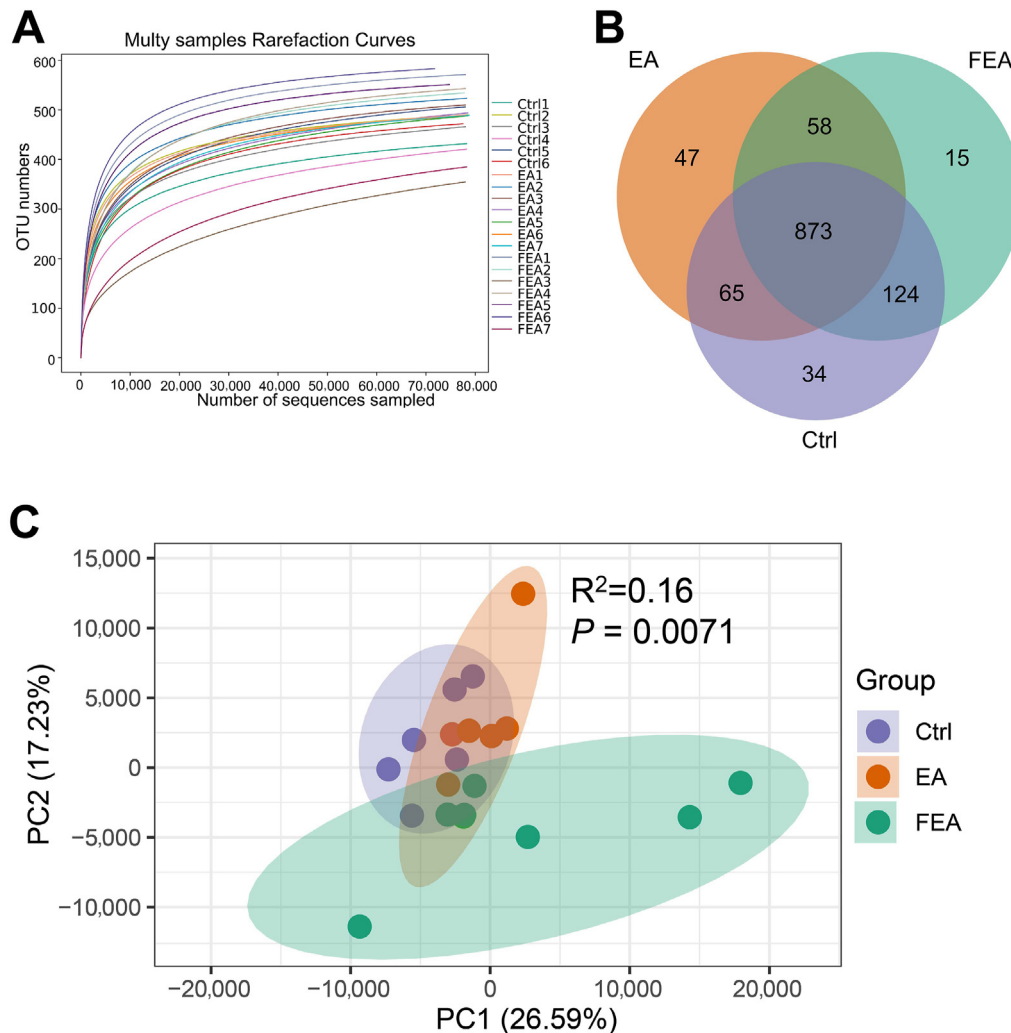 A
Multy samples Rarefaction Curves
OTU numbers
600
500
400
300
200
100
0
0
10,000
20,000
30,000
40,000
50,000
60,000
70,000
80,000
Number of sequences sampled
Ctrl1
Ctrl2
Ctrl3
Ctrl4
Ctrl5
Ctrl6
EA1
EA2
EA3
EA4
EA5
EA6
EA7
FEA1
FEA2
FEA3
FEA4
FEA5
FEA6
FEA7
B
EA
FEA
58
47
15
873
65
124
34
Ctrl
C
PC2 (17.23%)
15,000
10,000
5,000
0
−5,000
−10,000
R²=0.16
P = 0.0071
−20,000
−10,000
0
10,000
20,000
PC1 (26.59%)
Group
Ctrl
EA
FEA